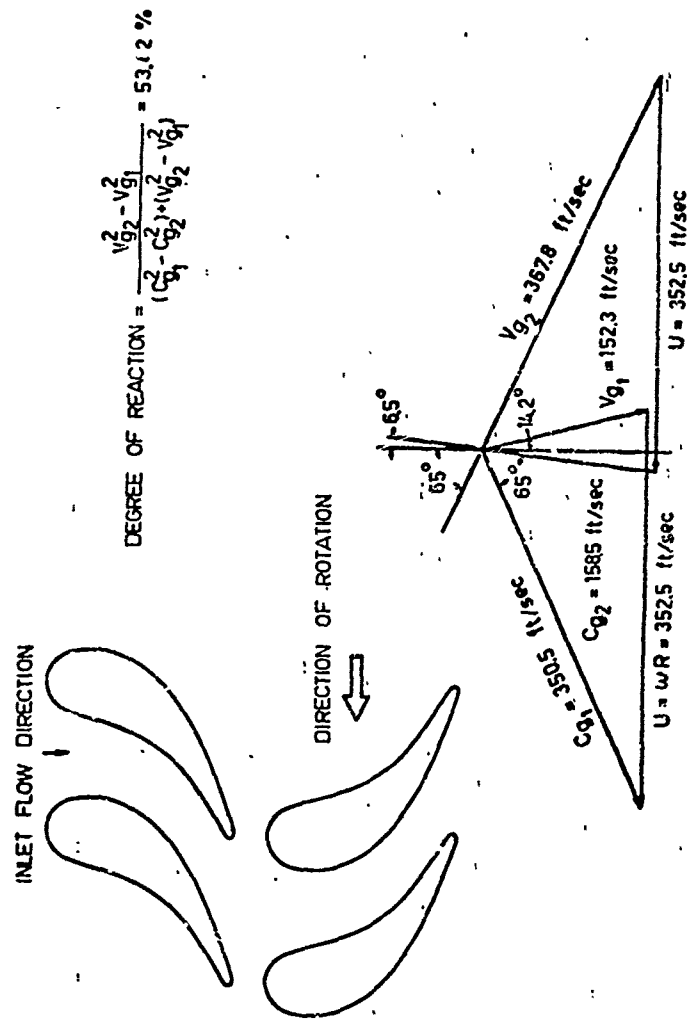 INLET FLOW DIRECTION
DEGREE OF REACTION = (V²g₂ - V²g₁) / ((C²g₁ - C²g₂)+(V²g₂ - V²g₁)) = 53.12 %
DIRECTION OF ROTATION
-6.5°
65°
65°
14.2°
Vg₂ = 367.8 ft/sec
Cg₁ = 350.5 ft/sec
Cg₂ = 158.5 ft/sec
Vg₁ = 152.3 ft/sec
U = ωR = 352.5 ft/sec
U = 352.5 ft/sec